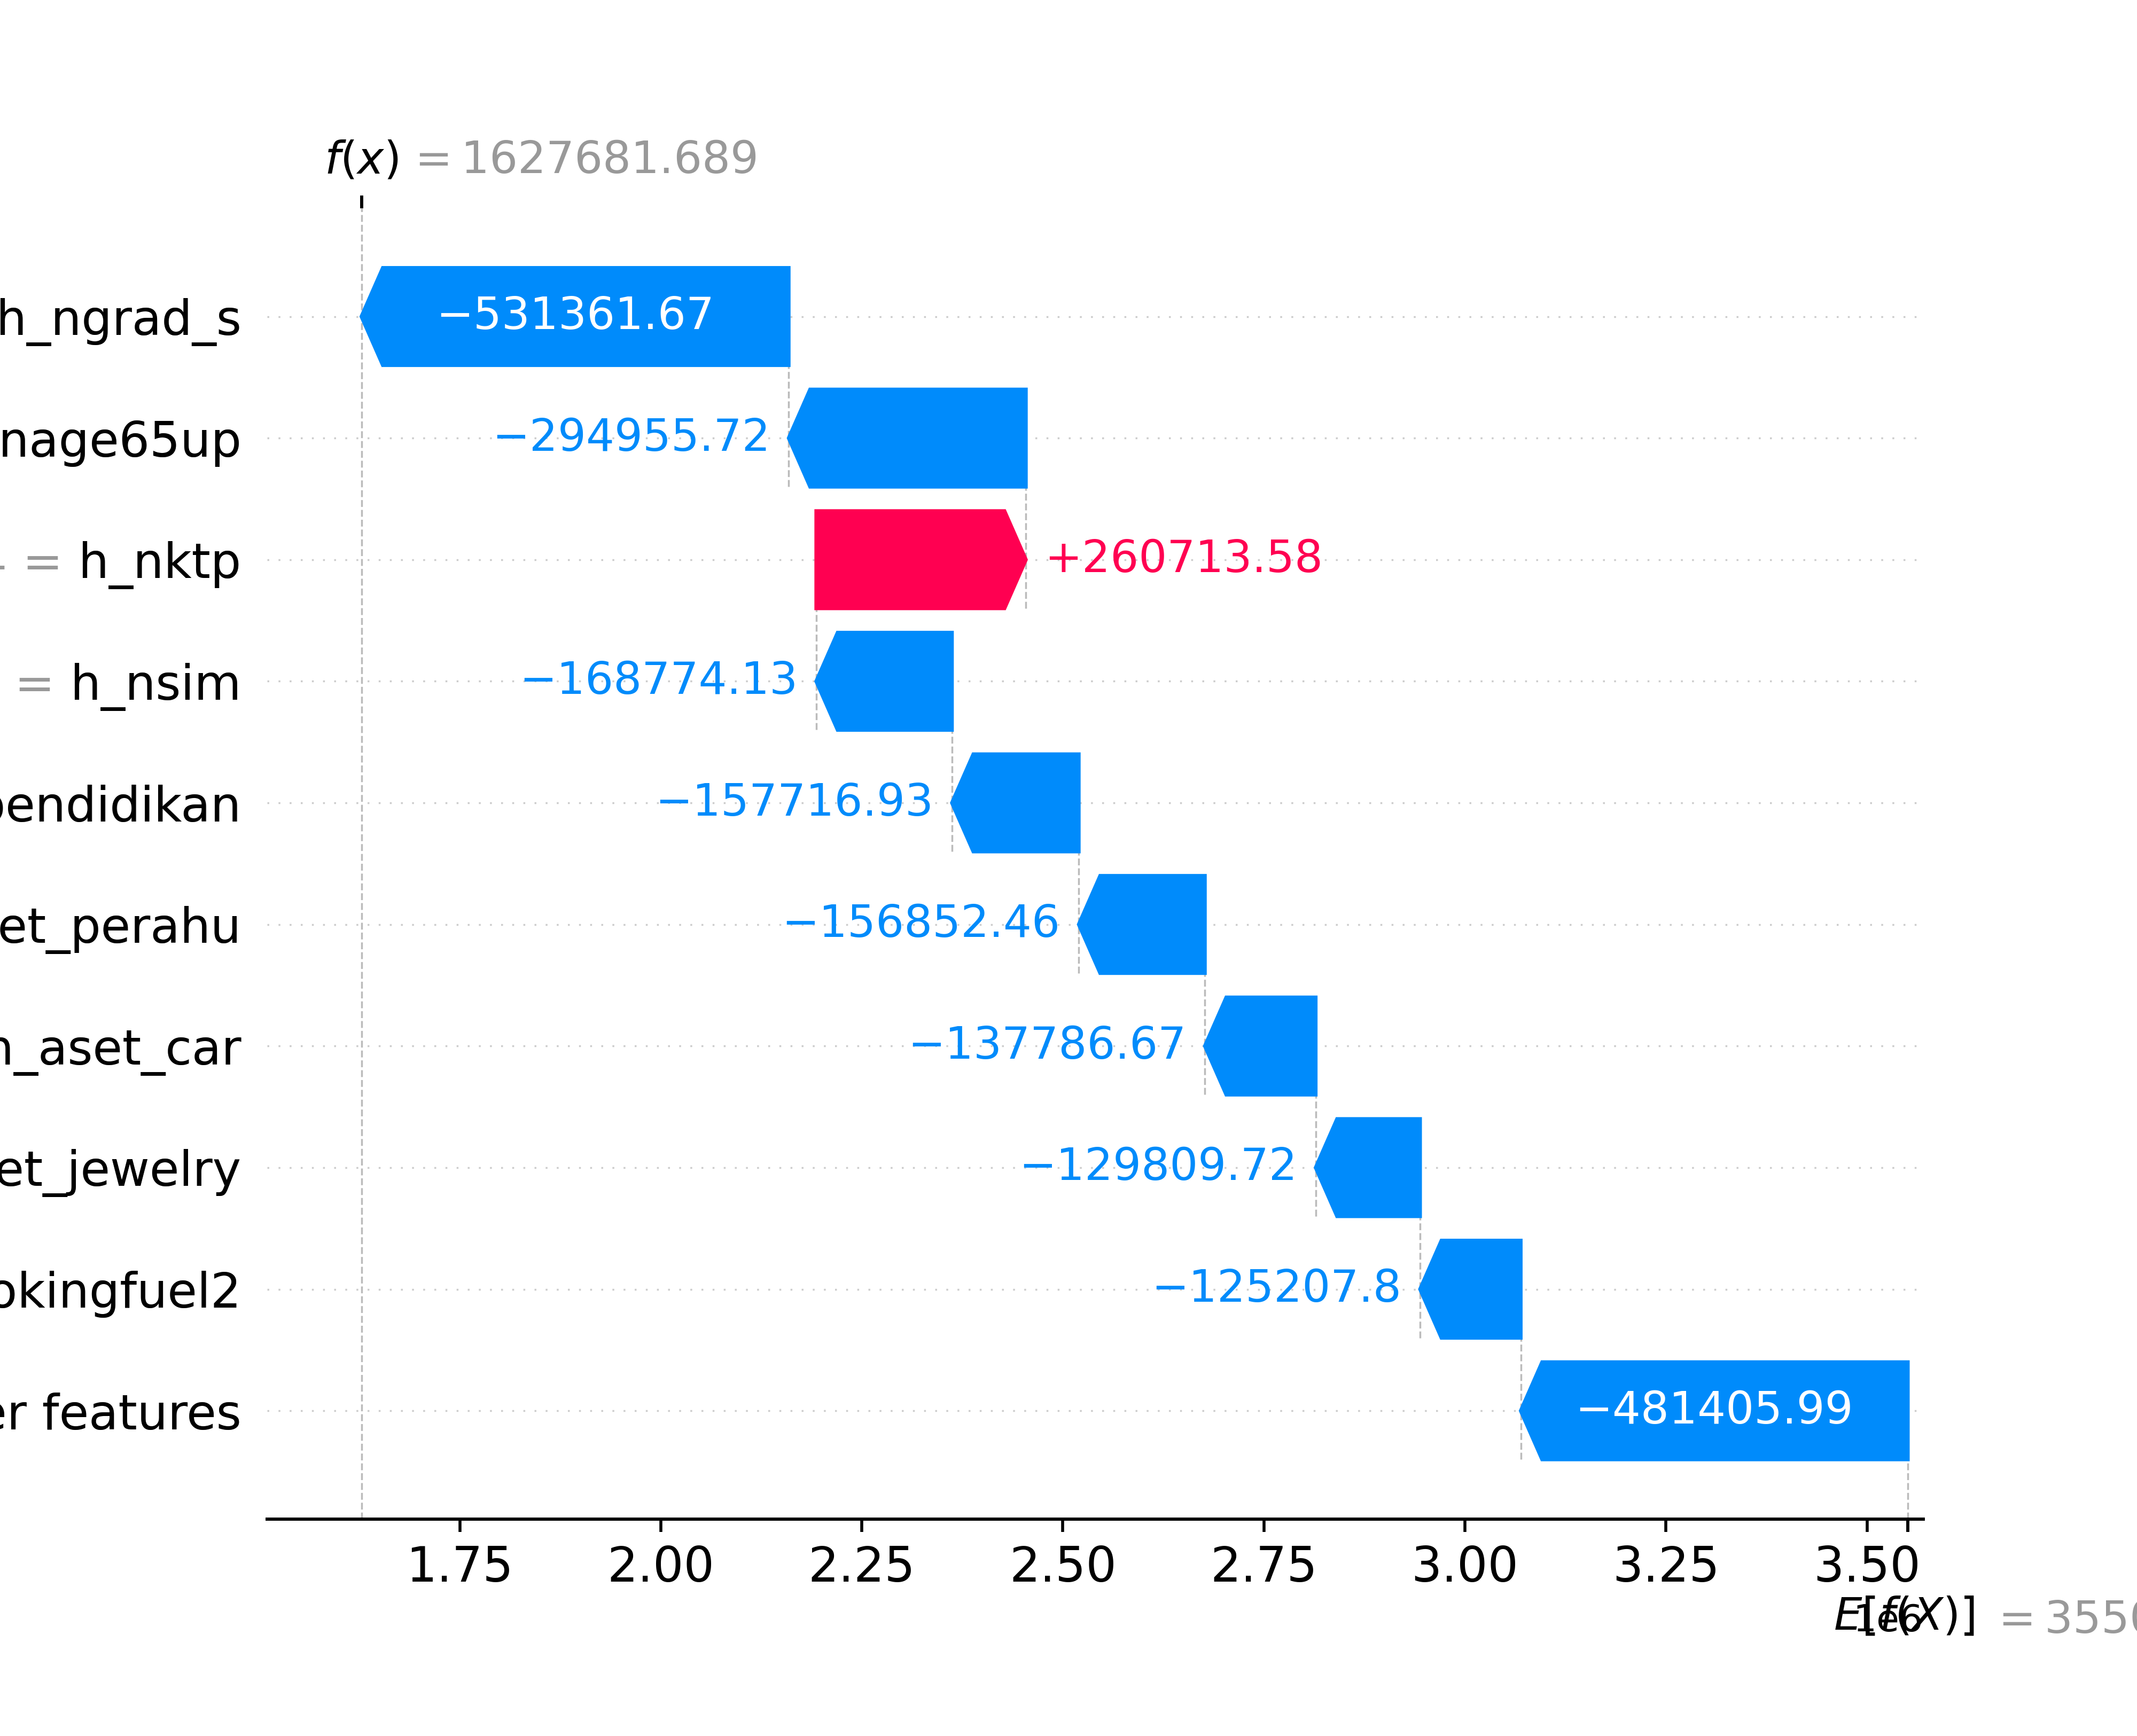 f(x) = 1627681.689
h_ngrad_s −531361.67
nage65up −294955.72
= h_nktp +260713.58
= h_nsim −168774.13
pendidikan −157716.93
et_perahu −156852.46
_aset_car −137786.67
et_jewelry −129809.72
okingfuel2 −125207.8
er features −481405.99
1.75 2.00 2.25 2.50 2.75 3.00 3.25 3.50
1e6
E[f(X)] = 355